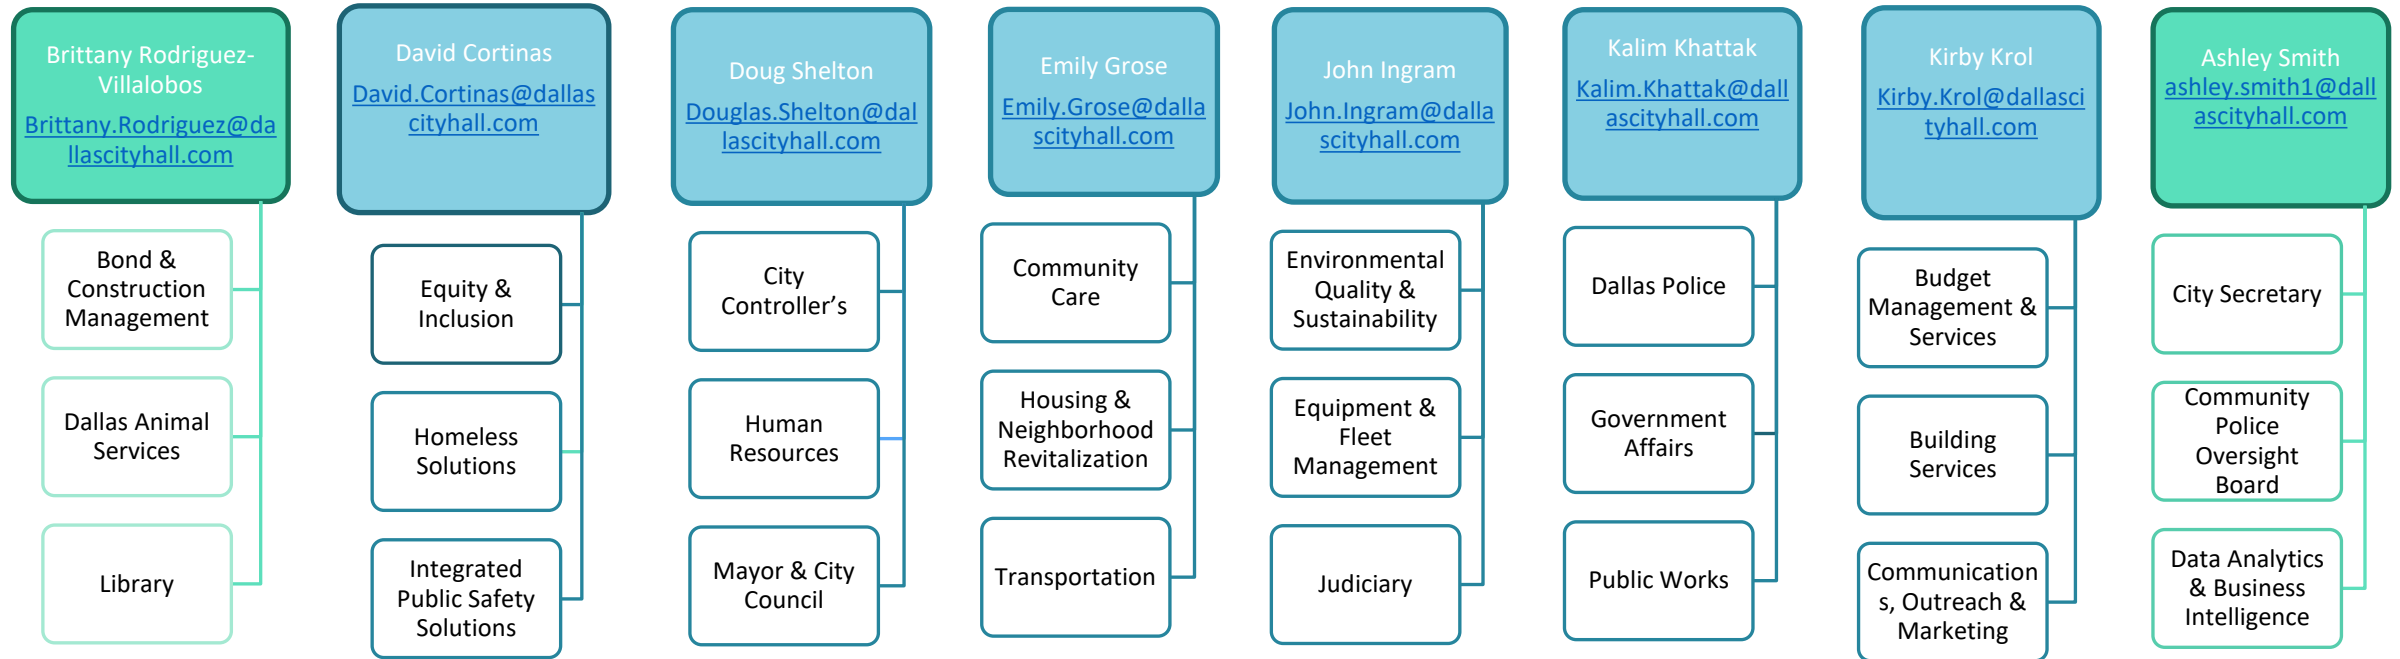 Brittany Rodriguez-
Villalobos
Brittany.Rodriguez@da
llascityhall.com
Bond &
Construction
Management
Dallas Animal
Services
Library
David Cortinas
David.Cortinas@dallas
cityhall.com
Equity &
Inclusion
Homeless
Solutions
Integrated
Public Safety
Solutions
Doug Shelton
Douglas.Shelton@dal
lascityhall.com
City
Controller’s
Human
Resources
Mayor & City
Council
Emily Grose
Emily.Grose@dalla
scityhall.com
Community
Care
Housing &
Neighborhood
Revitalization
Transportation
John Ingram
John.Ingram@dalla
scityhall.com
Environmental
Quality &
Sustainability
Equipment &
Fleet
Management
Judiciary
Kalim Khattak
Kalim.Khattak@dall
ascityhall.com
Dallas Police
Government
Affairs
Public Works
Kirby Krol
Kirby.Krol@dallasci
tyhall.com
Budget
Management &
Services
Building
Services
Communication
s, Outreach &
Marketing
Ashley Smith
ashley.smith1@dall
ascityhall.com
City Secretary
Community
Police
Oversight
Board
Data Analytics
& Business
Intelligence